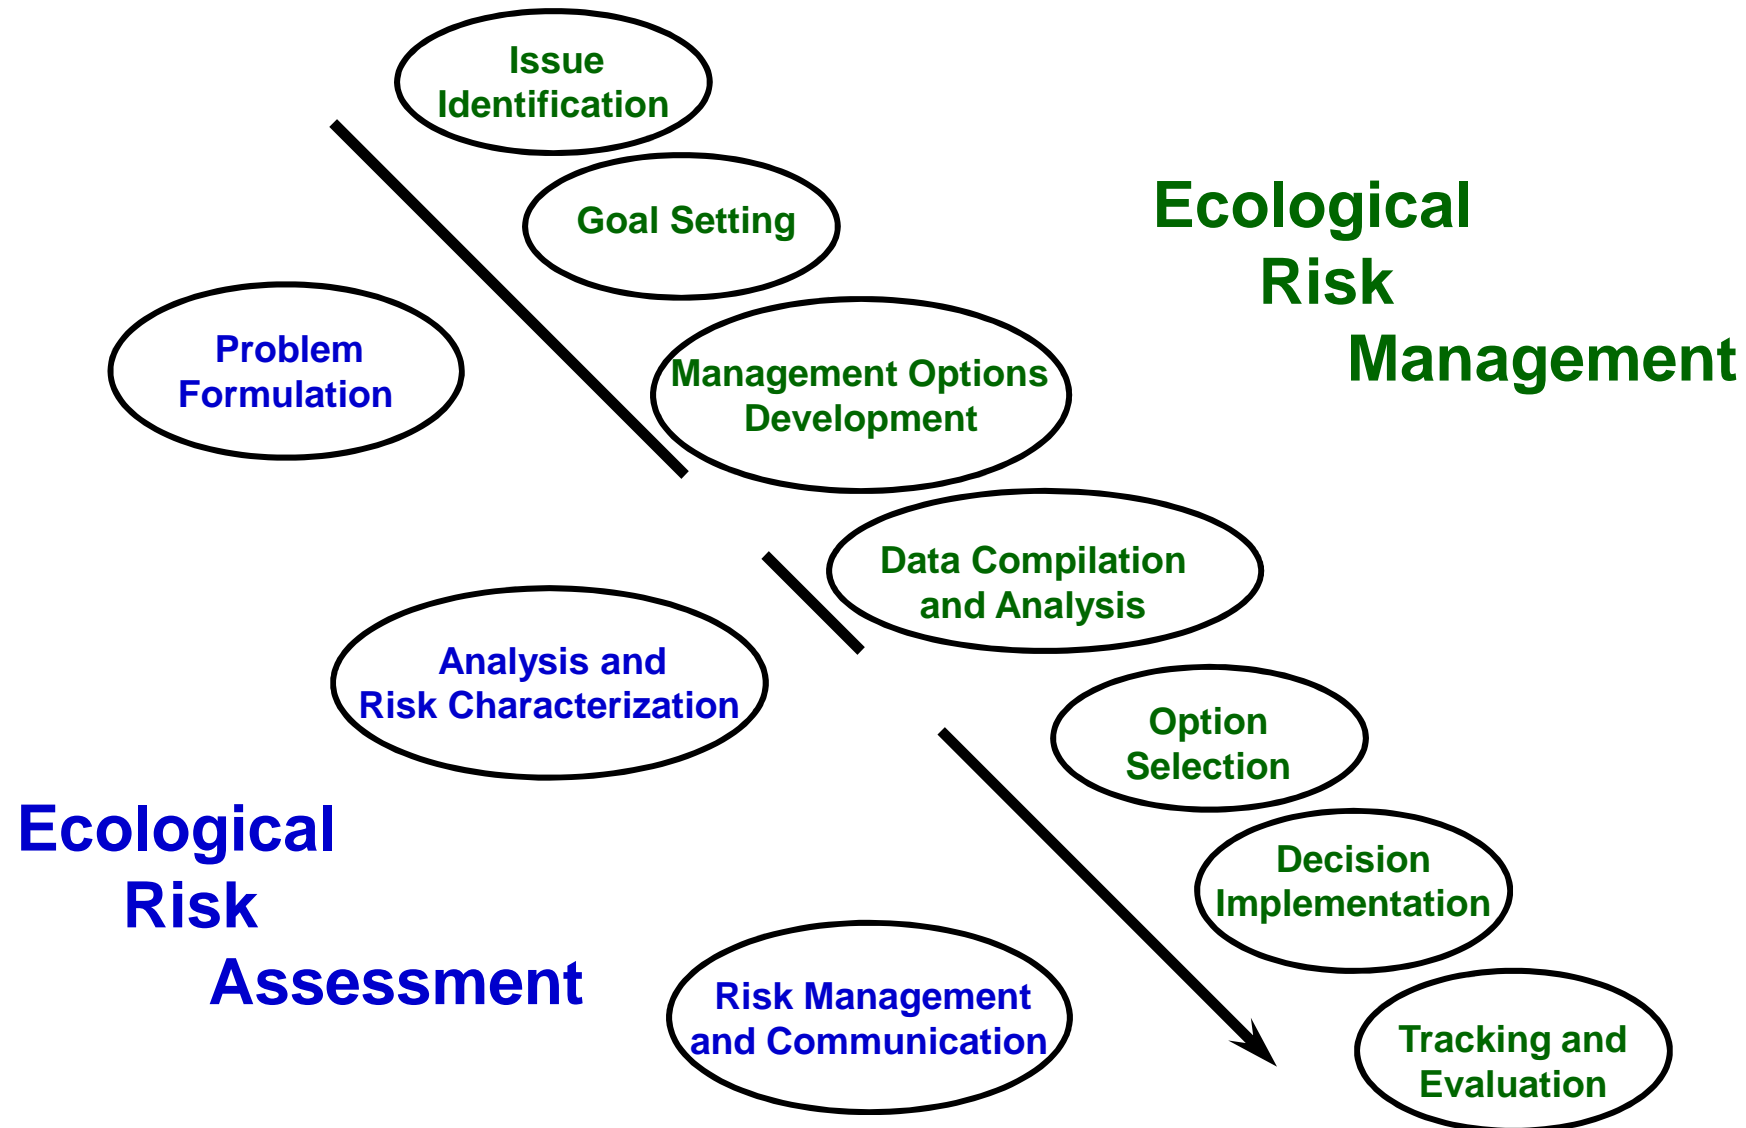 Issue
Identification
Goal Setting
Ecological
Risk
Management
Problem
Formulation
Management Options
Development
Data Compilation
and Analysis
Analysis and
Risk Characterization
Option
Selection
Ecological
Risk
Assessment
Decision
Implementation
Risk Management
and Communication
Tracking and
Evaluation